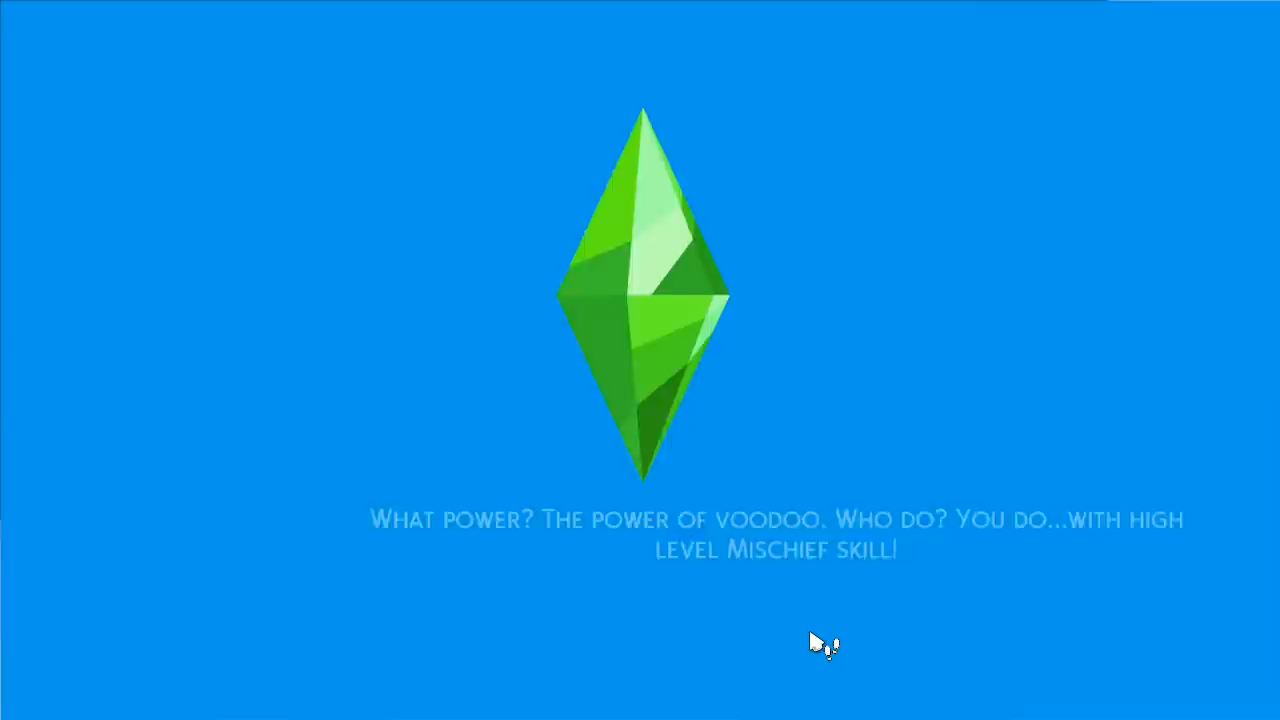 What power? The power of voodoo. Who do? You do...with high
level Mischief skill!